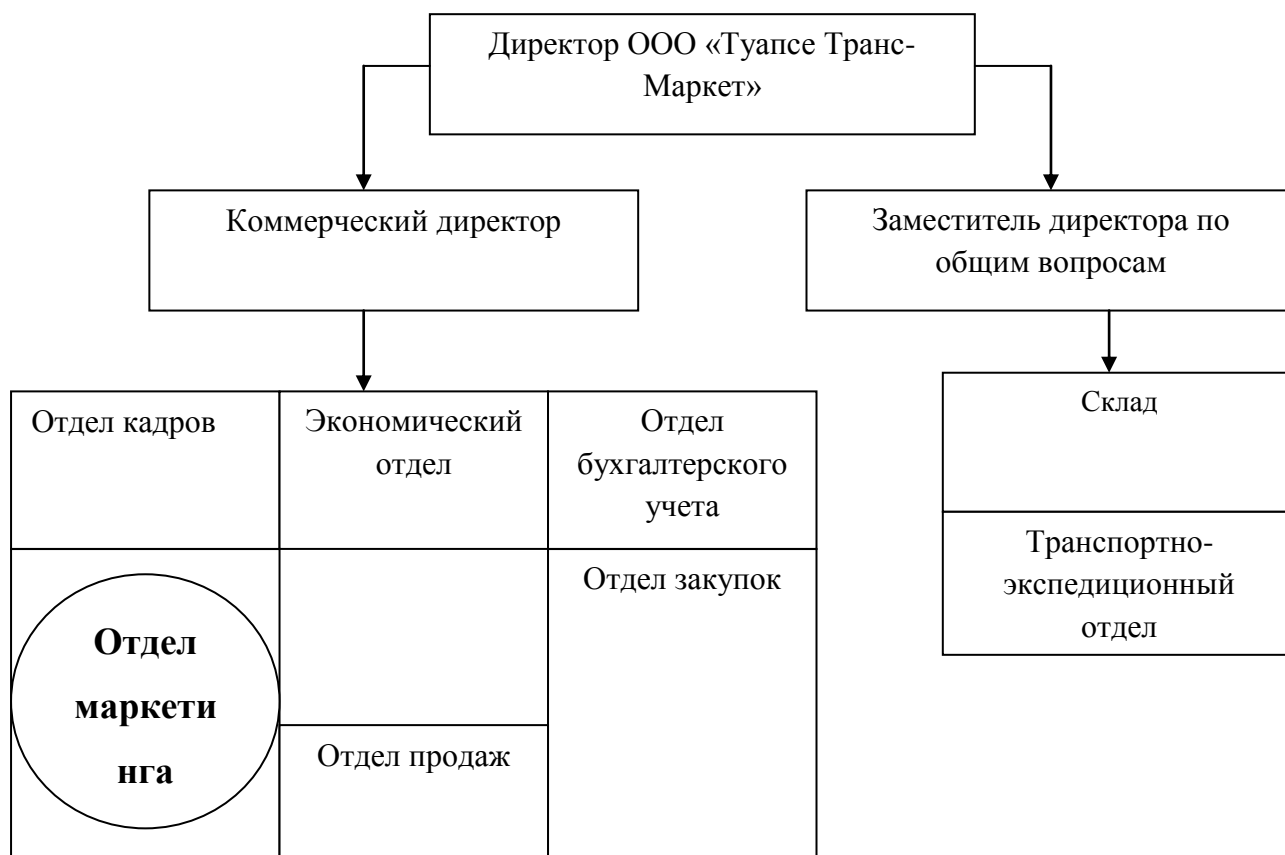 Директор ООО «Туапсе Транс-
Маркет»
Коммерческий директор
Заместитель директора по
общим вопросам
Отдел кадров
Экономический
отдел
Отдел
бухгалтерского
учета
Склад
Транспортно-
экспедиционный
отдел
Отдел
маркети
нга
Отдел закупок
Отдел продаж